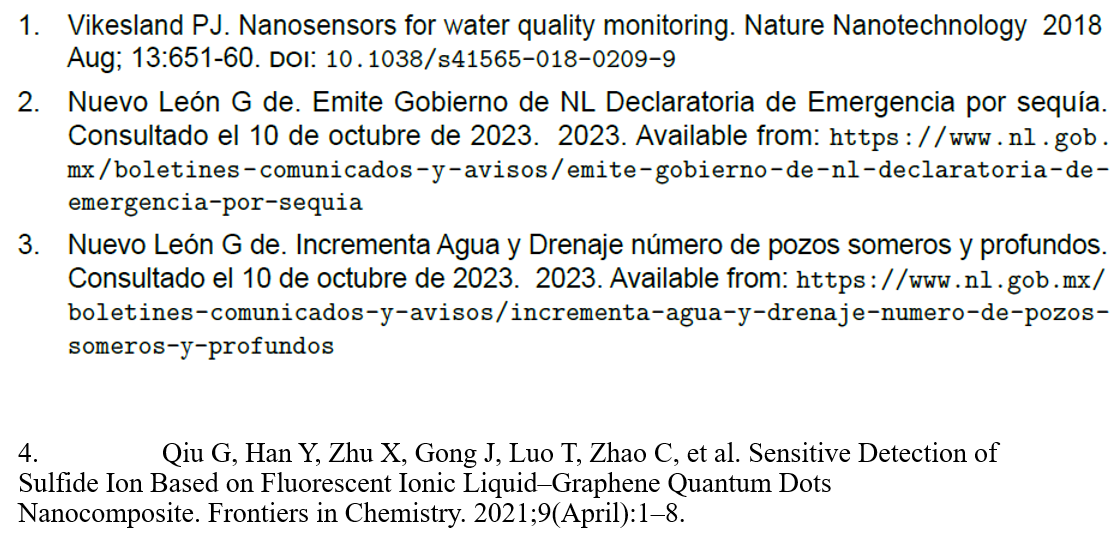 1. Vikesland PJ. Nanosensors for water quality monitoring. Nature Nanotechnology 2018
Aug; 13:651-60. DOI: 10.1038/s41565-018-0209-9
2. Nuevo León G de. Emite Gobierno de NL Declaratoria de Emergencia por sequía.
Consultado el 10 de octubre de 2023. 2023. Available from: https://www.nl.gob.
mx/boletines-comunicados-y-avisos/emite-gobierno-de-nl-declaratoria-de-
emergencia-por-sequia
3. Nuevo León G de. Incrementa Agua y Drenaje número de pozos someros y profundos.
Consultado el 10 de octubre de 2023. 2023. Available from: https://www.nl.gob.mx/
boletines-comunicados-y-avisos/incrementa-agua-y-drenaje-numero-de-pozos-
someros-y-profundos
4. Qiu G, Han Y, Zhu X, Gong J, Luo T, Zhao C, et al. Sensitive Detection of
Sulfide Ion Based on Fluorescent Ionic Liquid–Graphene Quantum Dots
Nanocomposite. Frontiers in Chemistry. 2021;9(April):1–8.